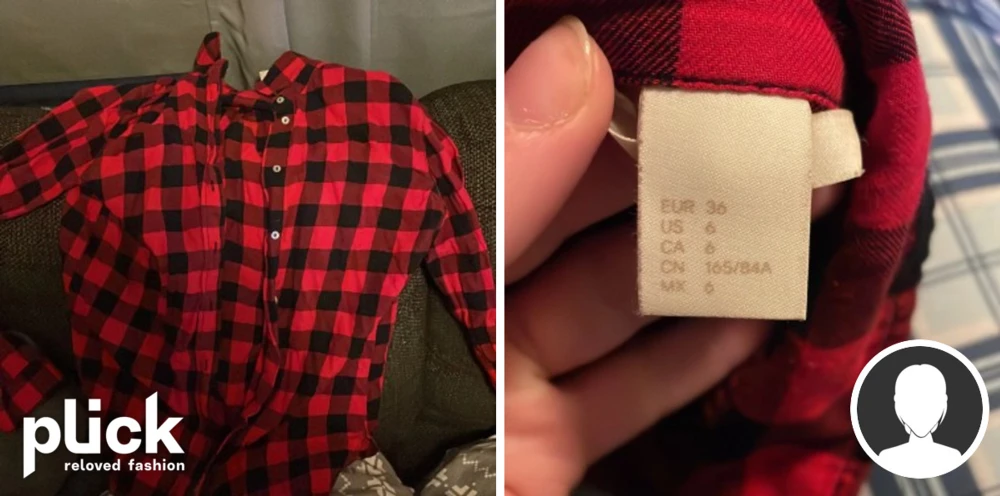 plick
reloved fashion
EUR 36
US 6
CA 6
CN 165/84A
MX 6